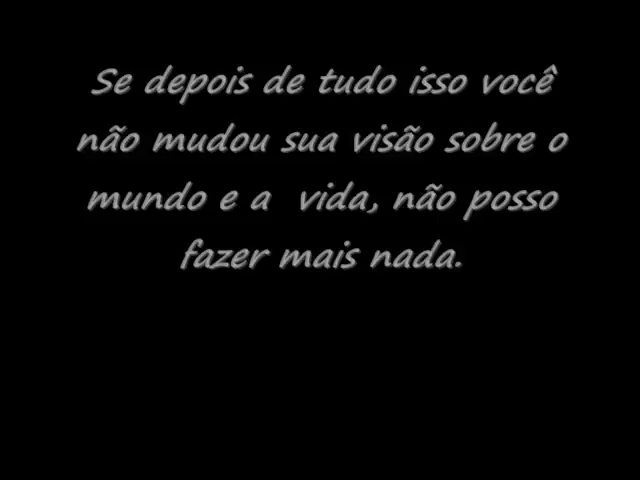 Se depois de tudo isso você
não mudou sua visão sobre o
mundo e a vida, não posso
fazer mais nada.